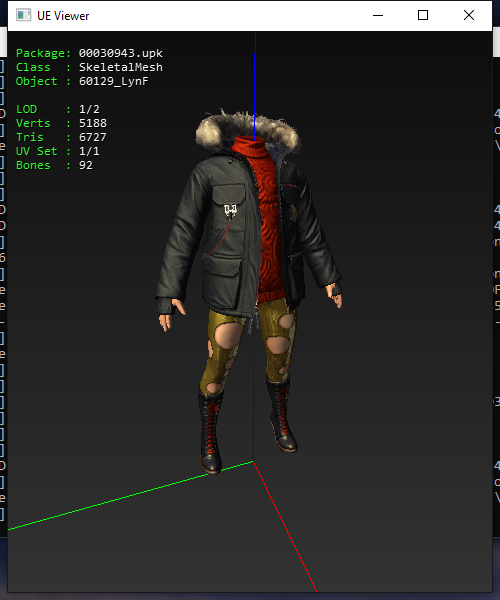 UE Viewer
Package: 00030943.upk
Class : SkeletalMesh
Object : 60129_LynF
LOD : 1/2
Verts : 5188
Tris : 6727
UV Set : 1/1
Bones : 92